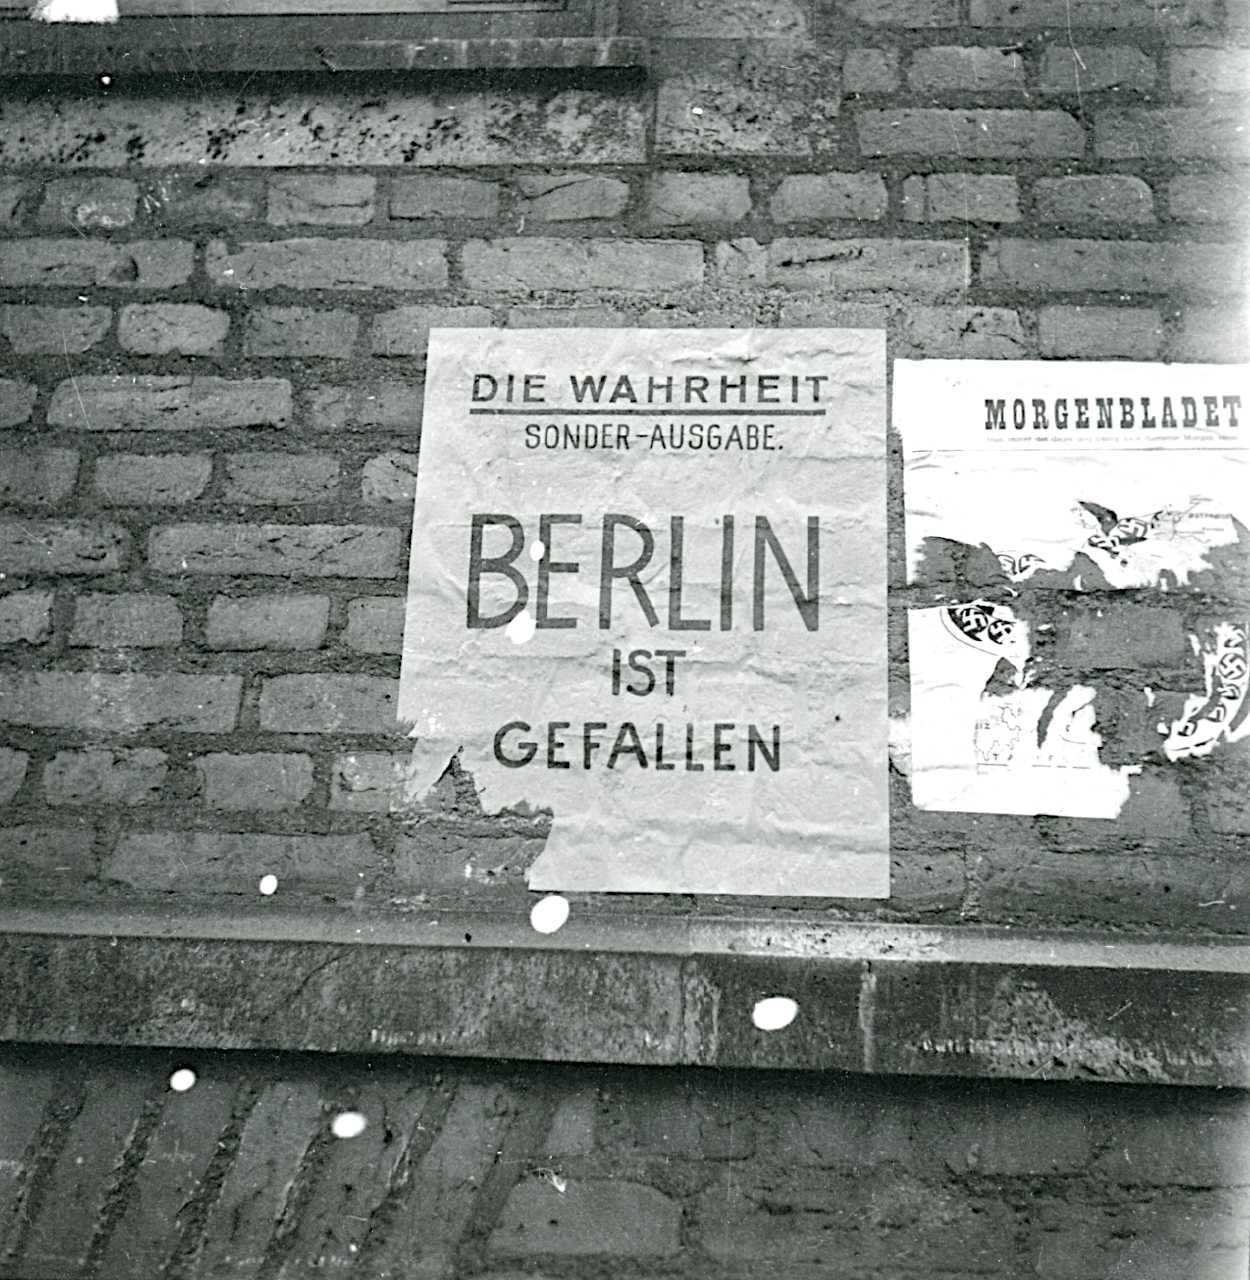 DIE WAHRHEIT
SONDER-AUSGABE.
BERLIN
IST
GEFALLEN
MORGENBLADET